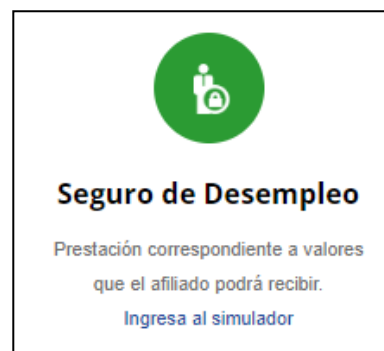 Seguro de Desempleo
Prestación correspondiente a valores
que el afiliado podrá recibir.
Ingresa al simulador